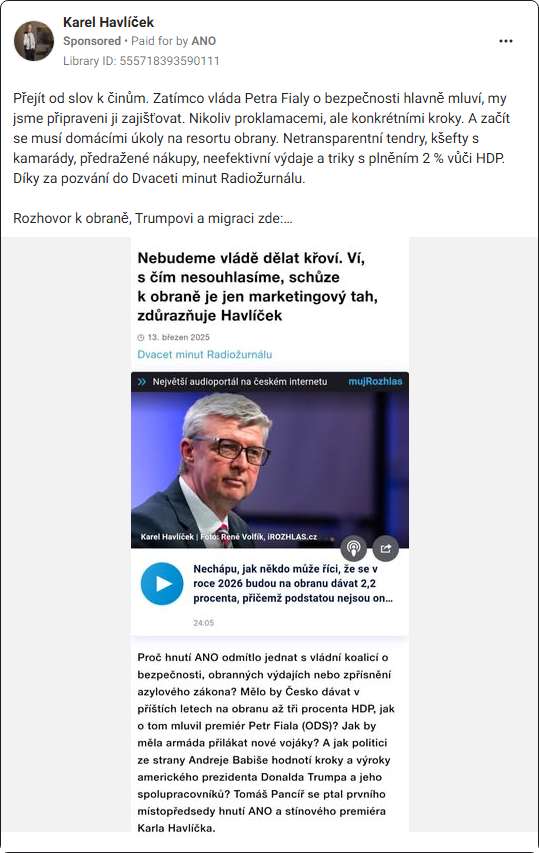 Karel Havlíček
Sponsored • Paid for by ANO
Library ID: 555718393590111
Přejít od slov k činům. Zatímco vláda Petra Fialy o bezpečnosti hlavně mluví, my
jsme připraveni ji zajišťovat. Nikoliv proklamacemi, ale konkrétními kroky. A začít
se musí domácími úkoly na resortu obrany. Netransparentní tendry, kšefty s
kamarády, předražené nákupy, neefektivní výdaje a triky s plněním 2 % vůči HDP.
Díky za pozvání do Dvaceti minut Radiožurnálu.
Rozhovor k obraně, Trumpovi a migraci zde:...
Nebudeme vládě dělat křoví. Ví,
s čím nesouhlasíme, schůze
k obraně je jen marketingový tah,
zdůrazňuje Havlíček
13. březen 2025
Dvacet minut Radiožurnálu
Největší audioportál na českém internetu mujRozhlas
Karel Havlíček | Foto: René Volfík, iROZHLAS.cz
Nechápu, jak někdo může říci, že se v
roce 2026 budou na obranu dávat 2,2
procenta, přičemž podstatou nejsou on...
24:05
Proč hnutí ANO odmítlo jednat s vládní koalicí o
bezpečnosti, obranných výdajích nebo zpřísnění
azylového zákona? Mělo by Česko dávat v
příštích letech na obranu až tři procenta HDP, jak
o tom mluvil premiér Petr Fiala (ODS)? Jak by
měla armáda přilákat nové vojáky? A jak politici
ze strany Andreje Babiše hodnotí kroky a výroky
amerického prezidenta Donalda Trumpa a jeho
spolupracovníků? Tomáš Pancíř se ptal prvního
místopředsedy hnutí ANO a stínového premiéra
Karla Havlíčka.